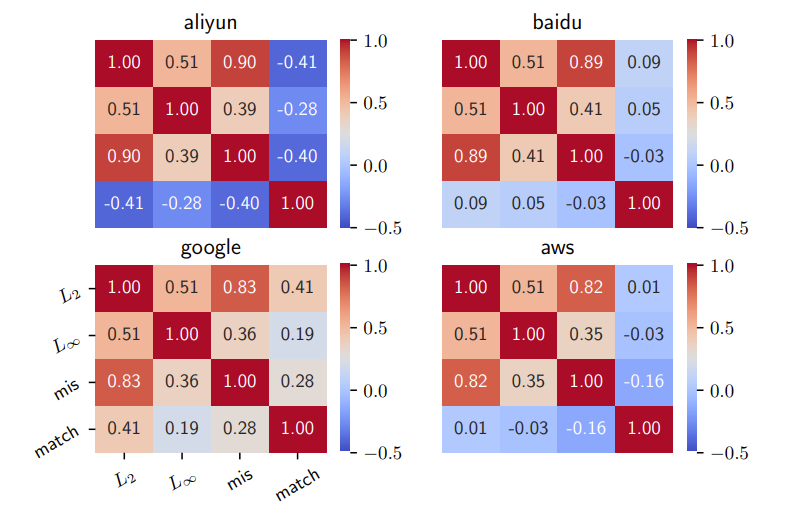 aliyun
1.00 0.51 0.90 -0.41 1.0
0.51 1.00 0.39 -0.28 0.5
0.90 0.39 1.00 -0.40 0.0
-0.41 -0.28 -0.40 1.00 −0.5
baidu
1.00 0.51 0.89 0.09 1.0
0.51 1.00 0.41 0.05 0.5
0.89 0.41 1.00 -0.03 0.0
0.09 0.05 -0.03 1.00 −0.5
google
L₂ 1.00 0.51 0.83 0.41 1.0
L∞ 0.51 1.00 0.36 0.19 0.5
mis 0.83 0.36 1.00 0.28 0.0
match 0.41 0.19 0.28 1.00 −0.5
L₂ L∞ mis match
aws
1.00 0.51 0.82 0.01 1.0
0.51 1.00 0.35 -0.03 0.5
0.82 0.35 1.00 -0.16 0.0
0.01 -0.03 -0.16 1.00 −0.5